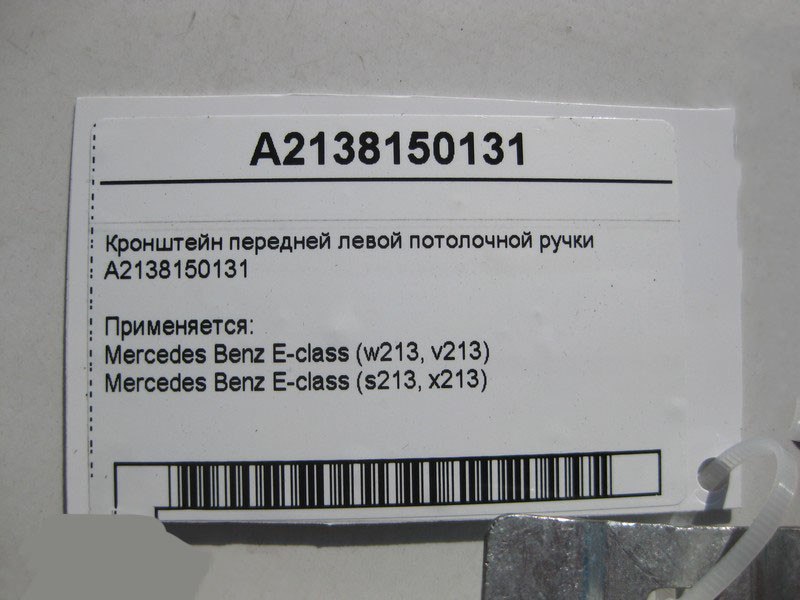 A2138150131
Кронштейн передней левой потолочной ручки
A2138150131
Применяется:
Mercedes Benz E-class (w213, v213)
Mercedes Benz E-class (s213, x213)